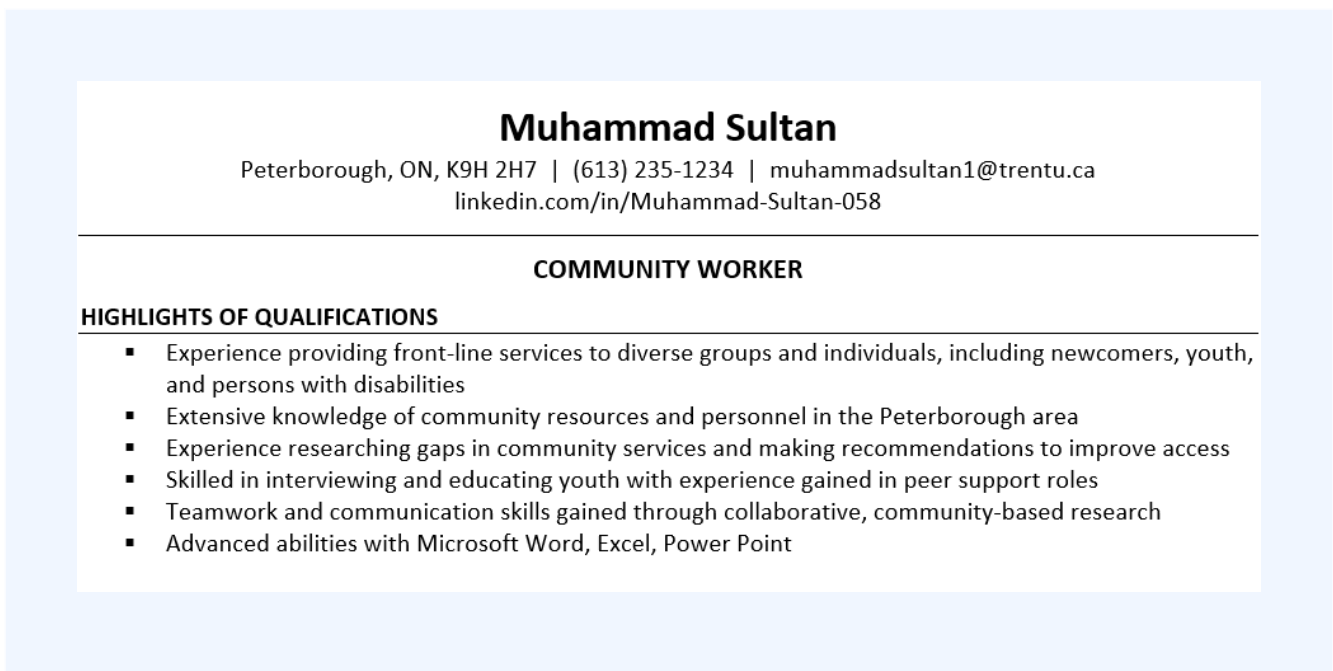 Muhammad Sultan
Peterborough, ON, K9H 2H7 | (613) 235-1234 | muhammadsultan1@trentu.ca
linkedin.com/in/Muhammad-Sultan-058
COMMUNITY WORKER
HIGHLIGHTS OF QUALIFICATIONS
▪ Experience providing front-line services to diverse groups and individuals, including newcomers, youth,
and persons with disabilities
▪ Extensive knowledge of community resources and personnel in the Peterborough area
▪ Experience researching gaps in community services and making recommendations to improve access
▪ Skilled in interviewing and educating youth with experience gained in peer support roles
▪ Teamwork and communication skills gained through collaborative, community-based research
▪ Advanced abilities with Microsoft Word, Excel, Power Point